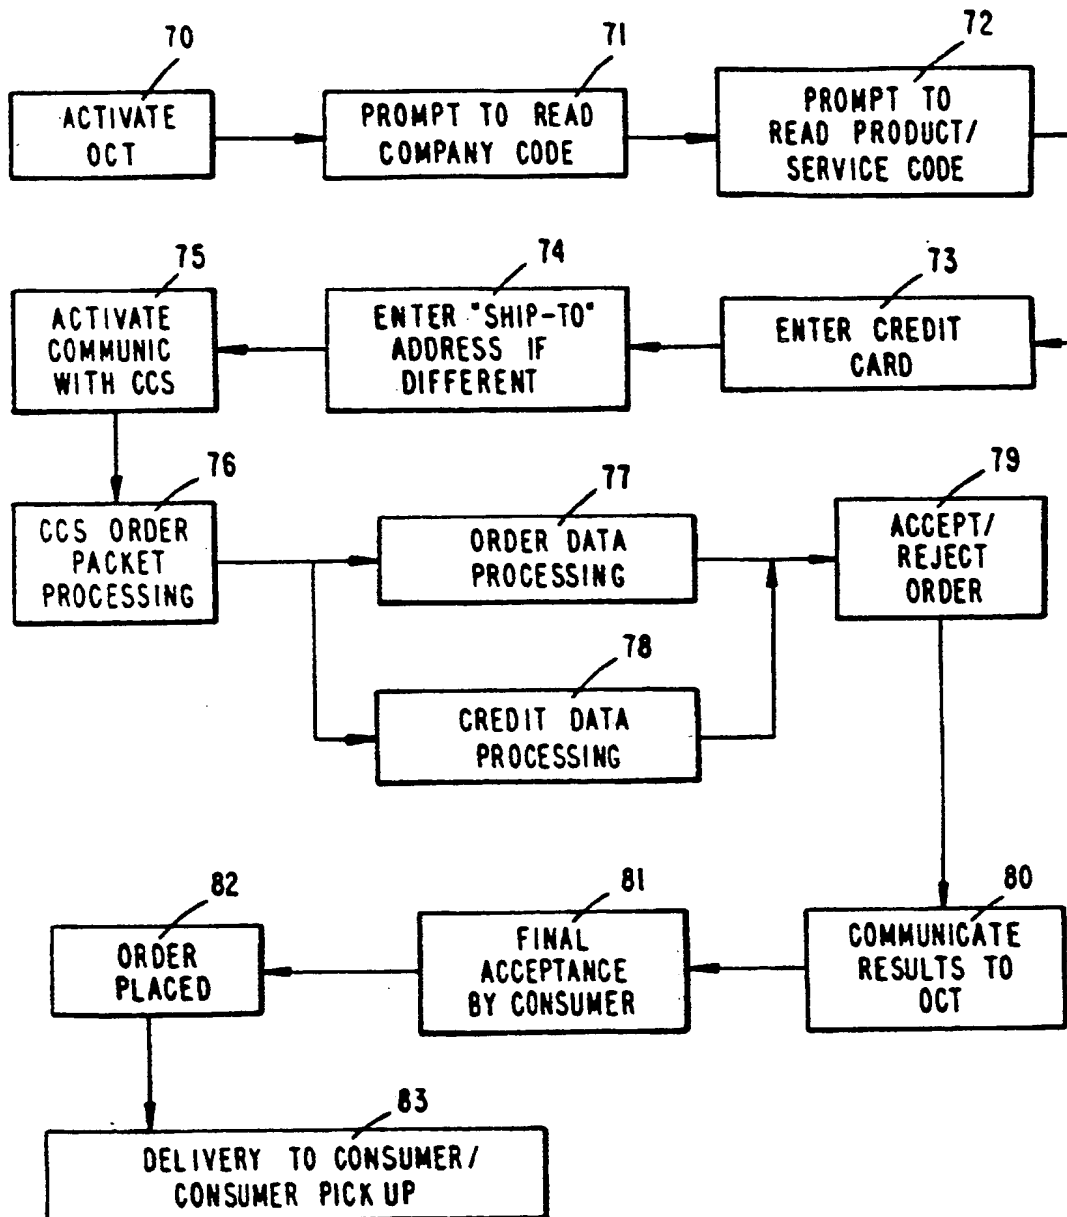 70
ACTIVATE
OCT
71
PROMPT TO READ
COMPANY CODE
72
PROMPT TO
READ PRODUCT/
SERVICE CODE
75
ACTIVATE
COMMUNIC
WITH CCS
74
ENTER "SHIP-TO"
ADDRESS IF
DIFFERENT
73
ENTER CREDIT
CARD
76
CCS ORDER
PACKET
PROCESSING
77
ORDER DATA
PROCESSING
79
ACCEPT/
REJECT
ORDER
78
CREDIT DATA
PROCESSING
82
ORDER
PLACED
81
FINAL
ACCEPTANCE
BY CONSUMER
80
COMMUNICATE
RESULTS TO
OCT
83
DELIVERY TO CONSUMER/
CONSUMER PICK UP